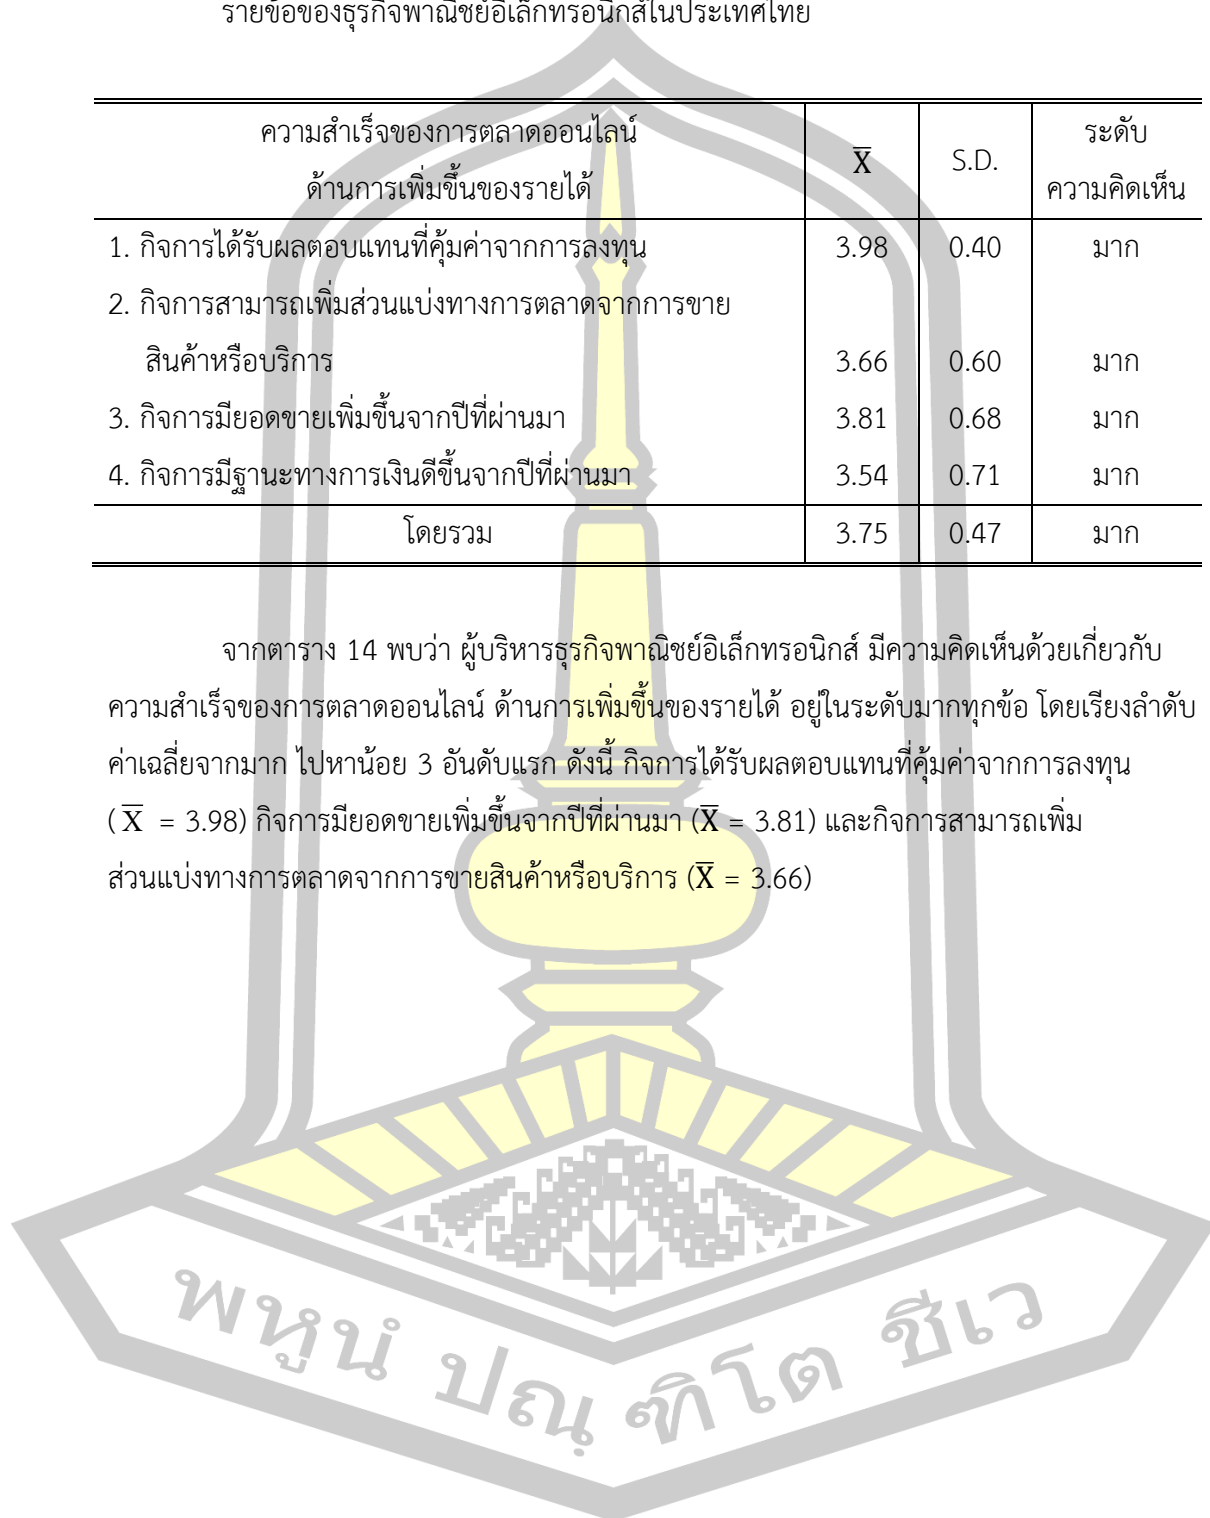 รายข้อของธุรกิจพาณิชย์อิเล็กทรอนิกส์ในประเทศไทย
ความสำเร็จของการตลาดออนไลน์
ด้านการเพิ่มขึ้นของรายได้
X̅
S.D.
ระดับ
ความคิดเห็น
1. กิจการได้รับผลตอบแทนที่คุ้มค่าจากการลงทุน 3.98 0.40 มาก
2. กิจการสามารถเพิ่มส่วนแบ่งทางการตลาดจากการขาย
สินค้าหรือบริการ 3.66 0.60 มาก
3. กิจการมียอดขายเพิ่มขึ้นจากปีที่ผ่านมา 3.81 0.68 มาก
4. กิจการมีฐานะทางการเงินดีขึ้นจากปีที่ผ่านมา 3.54 0.71 มาก
โดยรวม 3.75 0.47 มาก
จากตาราง 14 พบว่า ผู้บริหารธุรกิจพาณิชย์อิเล็กทรอนิกส์ มีความคิดเห็นด้วยเกี่ยวกับ
ความสำเร็จของการตลาดออนไลน์ ด้านการเพิ่มขึ้นของรายได้ อยู่ในระดับมากทุกข้อ โดยเรียงลำดับ
ค่าเฉลี่ยจากมาก ไปหาน้อย 3 อันดับแรก ดังนี้ กิจการได้รับผลตอบแทนที่คุ้มค่าจากการลงทุน
( X̅ = 3.98) กิจการมียอดขายเพิ่มขึ้นจากปีที่ผ่านมา (X̅ = 3.81) และกิจการสามารถเพิ่ม
ส่วนแบ่งทางการตลาดจากการขายสินค้าหรือบริการ (X̅ = 3.66)
พหูนํ ปณฺฑิโต ชีเว